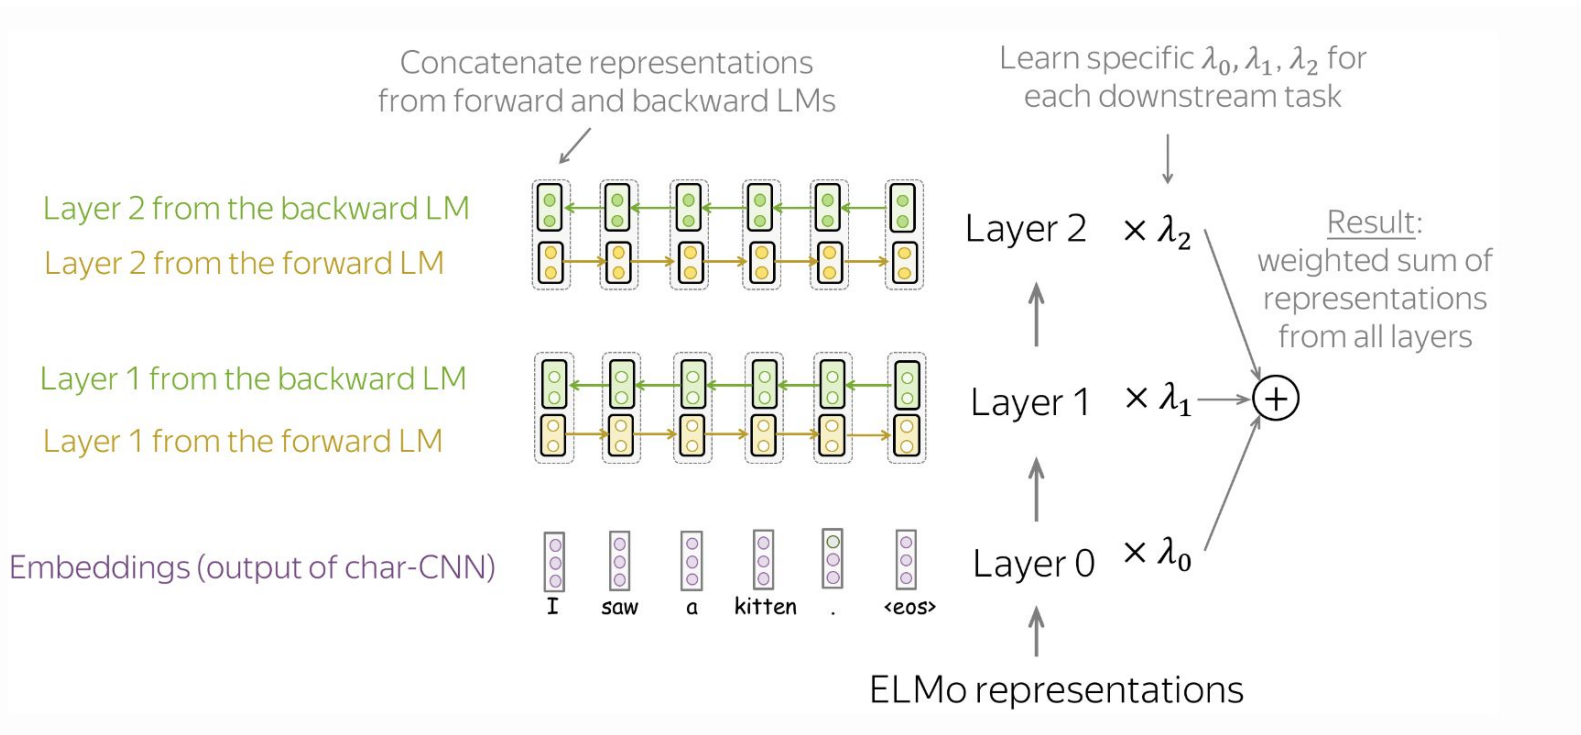 Concatenate representations
from forward and backward LMs
Learn specific λ₀, λ₁, λ₂ for
each downstream task
Layer 2 from the backward LM
Layer 2 from the forward LM
Layer 2 × λ₂
Result:
weighted sum of
representations
from all layers
Layer 1 from the backward LM
Layer 1 from the forward LM
Layer 1 × λ₁
+
Embeddings (output of char-CNN)
I saw a kitten . <eos>
Layer 0 × λ₀
ELMo representations